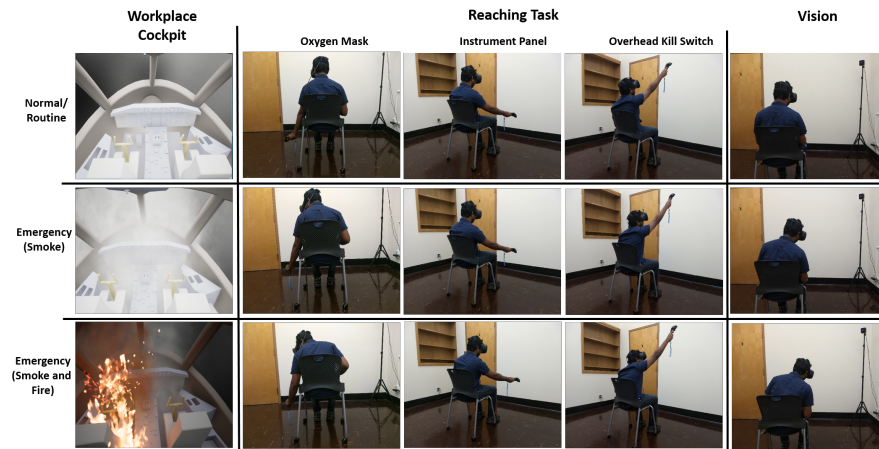 Workplace
Cockpit
Reaching Task
Vision
Oxygen Mask
Instrument Panel
Overhead Kill Switch
Normal/
Routine
Emergency
(Smoke)
Emergency
(Smoke and
Fire)